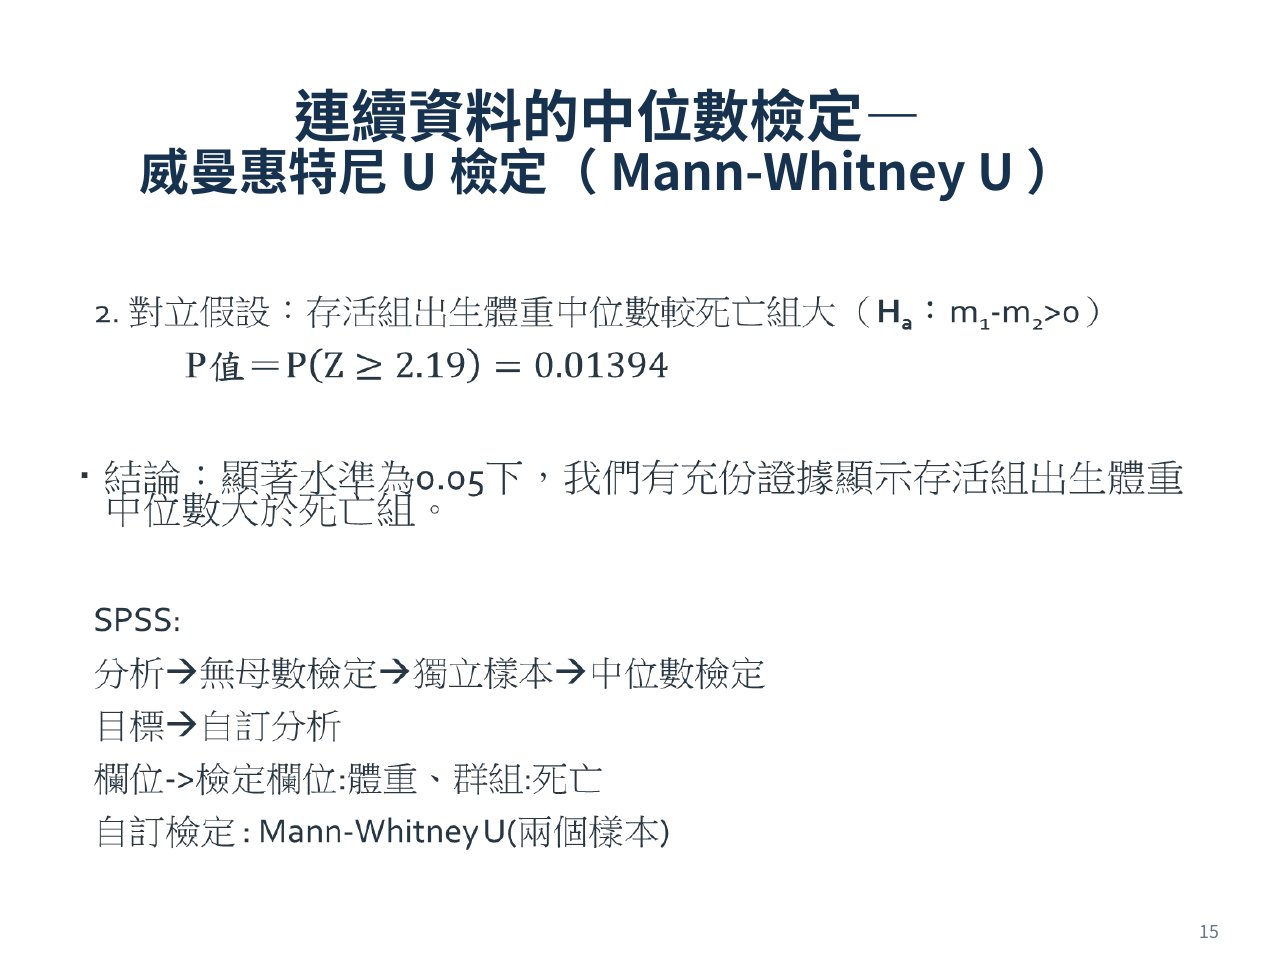 連續資料的中位數檢定—
威曼惠特尼 U 檢定（ Mann-Whitney U ）
2. 對立假設：存活組出生體重中位數較死亡組大（Hₐ：m₁-m₂>0）
P值＝P(Z ≥ 2.19) = 0.01394
▪ 結論：顯著水準為0.05下，我們有充份證據顯示存活組出生體重
中位數大於死亡組。
SPSS:
分析→無母數檢定→獨立樣本→中位數檢定
目標→自訂分析
欄位->檢定欄位:體重、群組:死亡
自訂檢定 : Mann-Whitney U(兩個樣本)
15